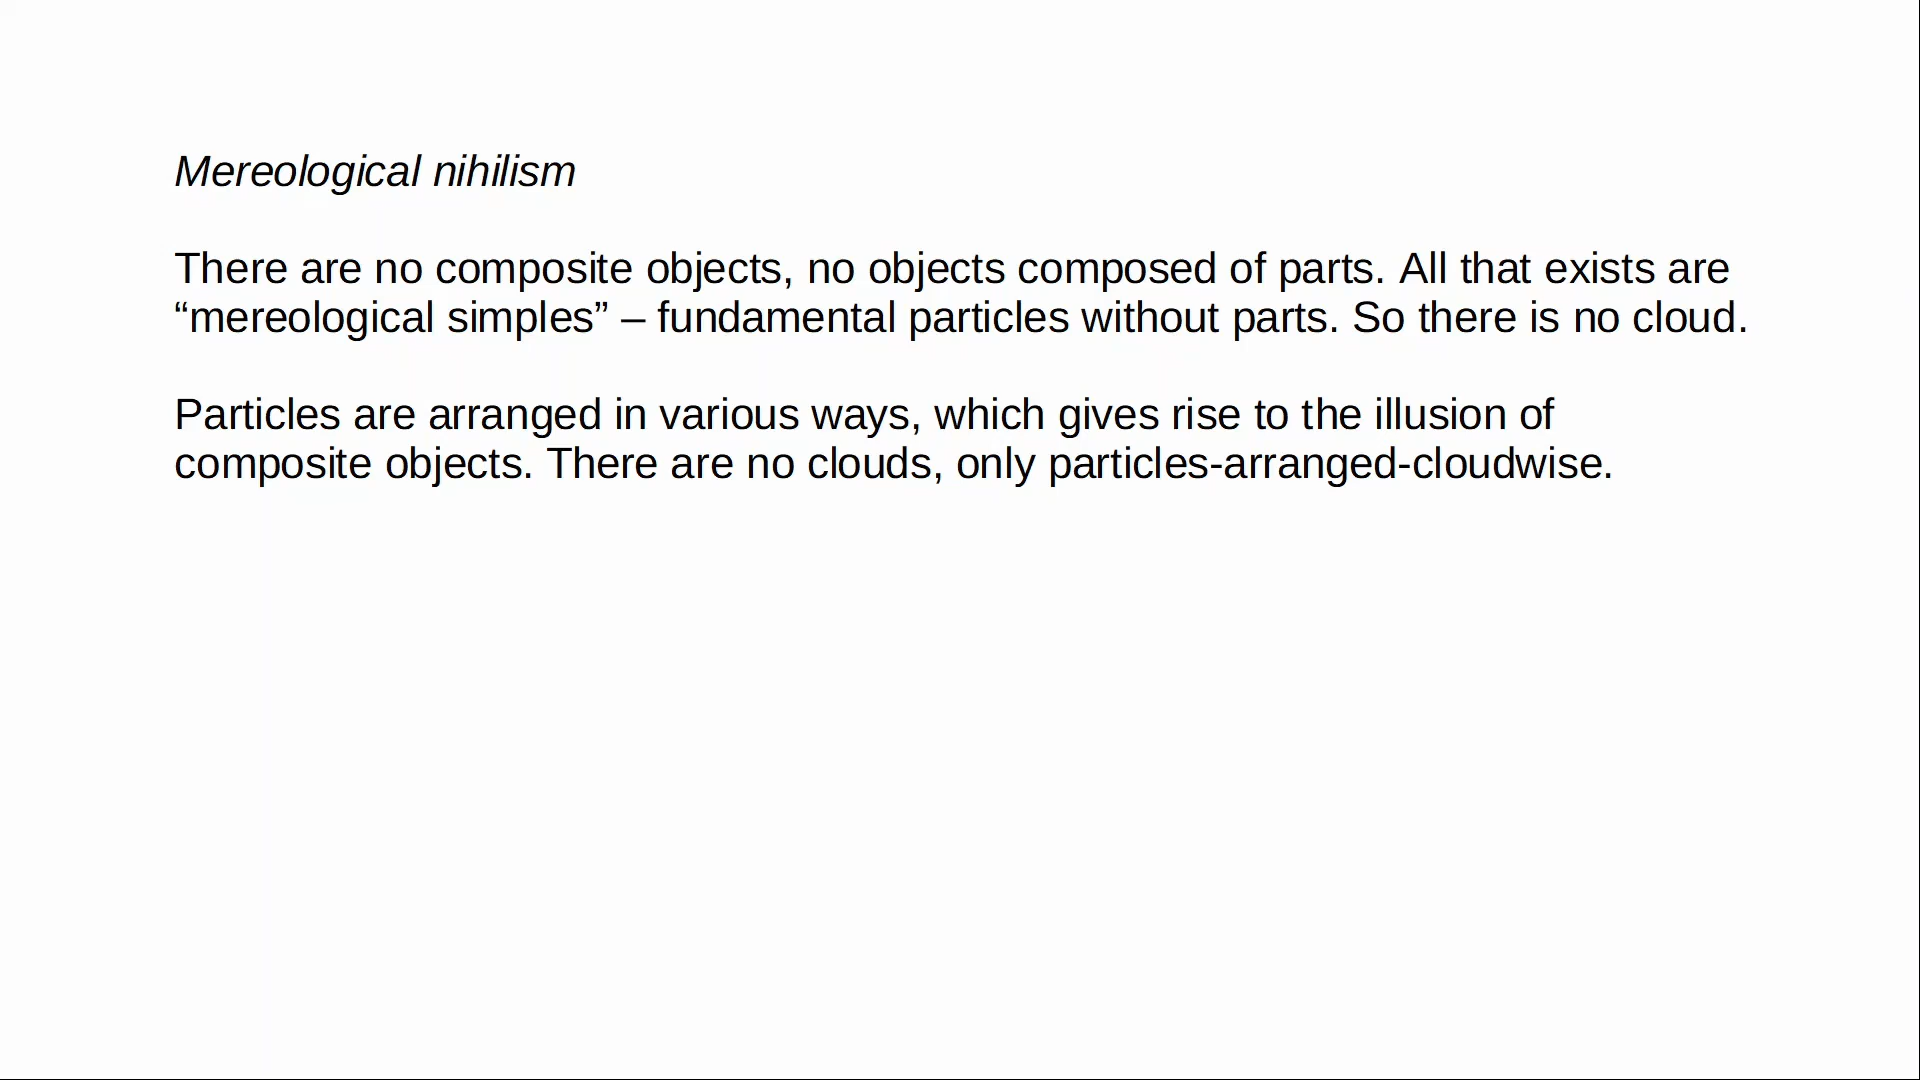 Mereological nihilism
There are no composite objects, no objects composed of parts. All that exists are
“mereological simples” – fundamental particles without parts. So there is no cloud.
Particles are arranged in various ways, which gives rise to the illusion of
composite objects. There are no clouds, only particles-arranged-cloudwise.